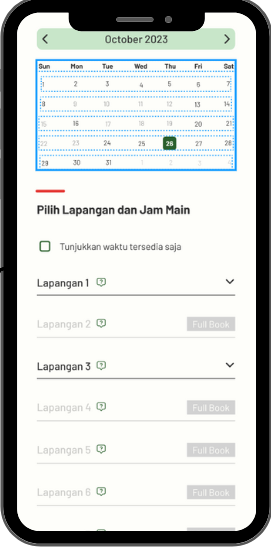 October 2023
Sun Mon Tue Wed Thu Fri Sat
1 2 3 4 5 6 7
8 9 10 11 12 13 14
15 16 17 18 19 20 21
22 23 24 25 26 27 28
29 30 31 1 2 3 4
Pilih Lapangan dan Jam Main
Tunjukkan waktu tersedia saja
Lapangan 1
Lapangan 2 Full Book
Lapangan 3
Lapangan 4 Full Book
Lapangan 5 Full Book
Lapangan 6 Full Book